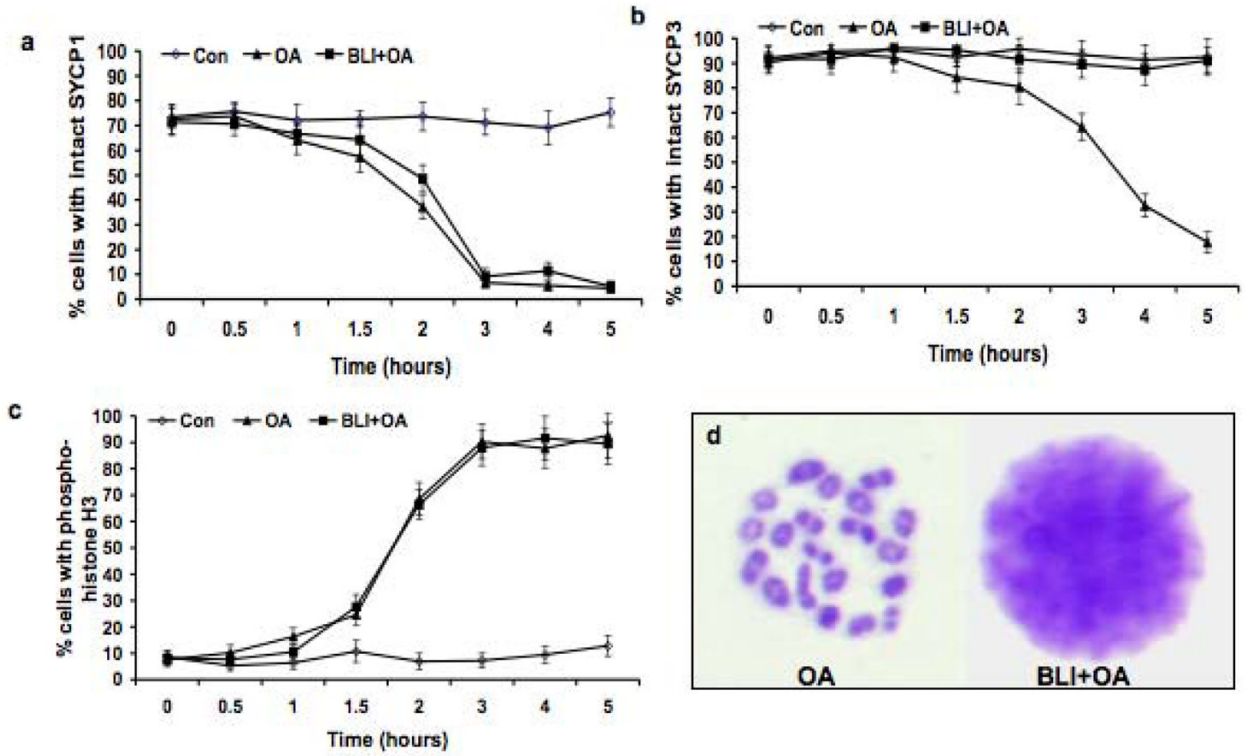 a
Con OA BLI+OA
% cells with intact SYCP1
100
90
80
70
60
50
40
30
20
10
0
0 0.5 1 1.5 2 3 4 5
Time (hours)
b
Con OA BLI+OA
% cells with intact SYCP3
100
90
80
70
60
50
40
30
20
10
0
0 0.5 1 1.5 2 3 4 5
Time (hours)
c
Con OA BLI+OA
% cells with phospho-
histone H3
100
90
80
70
60
50
40
30
20
10
0
0 0.5 1 1.5 2 3 4 5
Time (hours)
d
OA BLI+OA